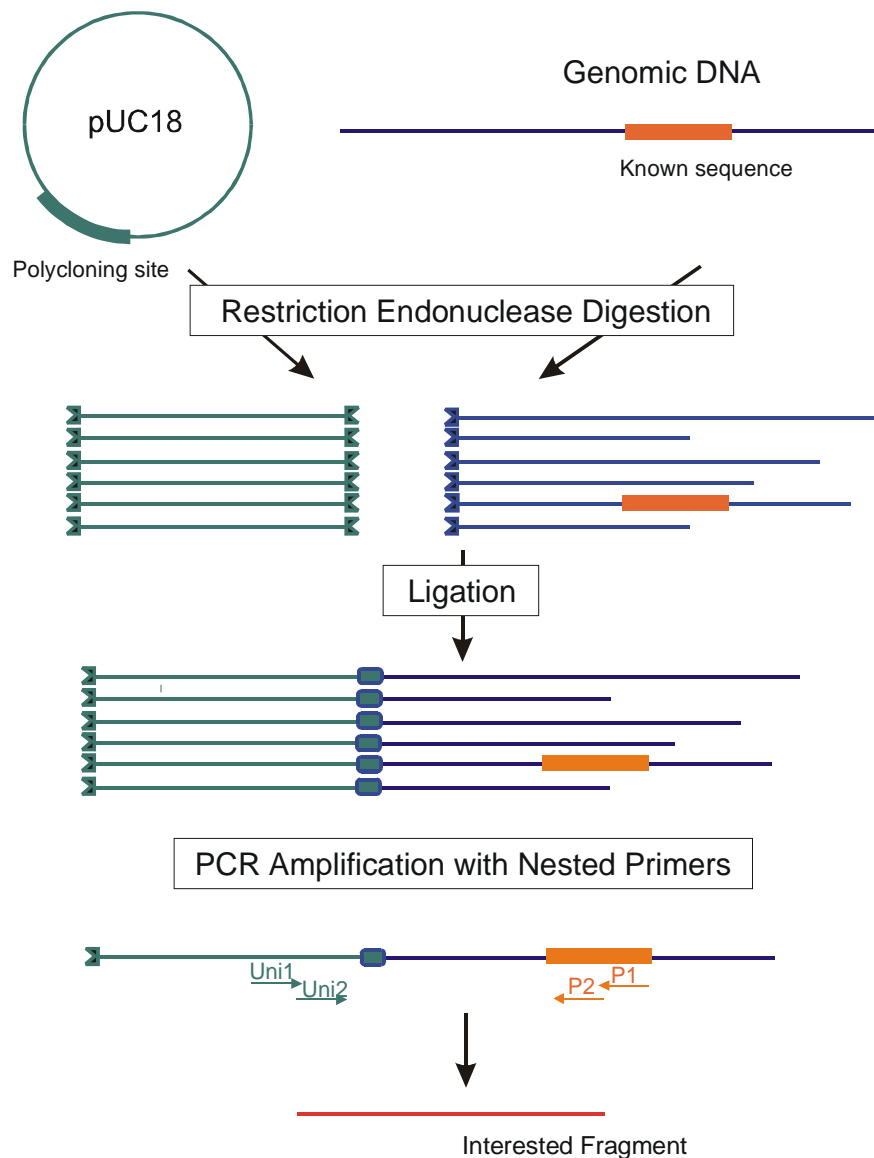 Genomic DNA
pUC18
Known sequence
Polycloning site
Restriction Endonuclease Digestion
Ligation
PCR Amplification with Nested Primers
Uni1
Uni2
P2
P1
Interested Fragment